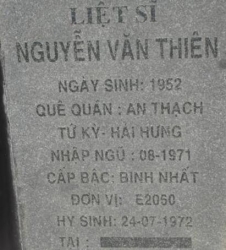 LIỆT SĨ
NGUYỄN VĂN THIÊN
NGÀY SINH: 1952
QUÊ QUÁN : AN THẠCH
TỨ KỲ- HẢI HƯNG
NHẬP NGŨ : 08-1971
CẤP BẬC: BINH NHẤT
ĐƠN VỊ: E2050
HY SINH: 24-07-1972
TẠI :